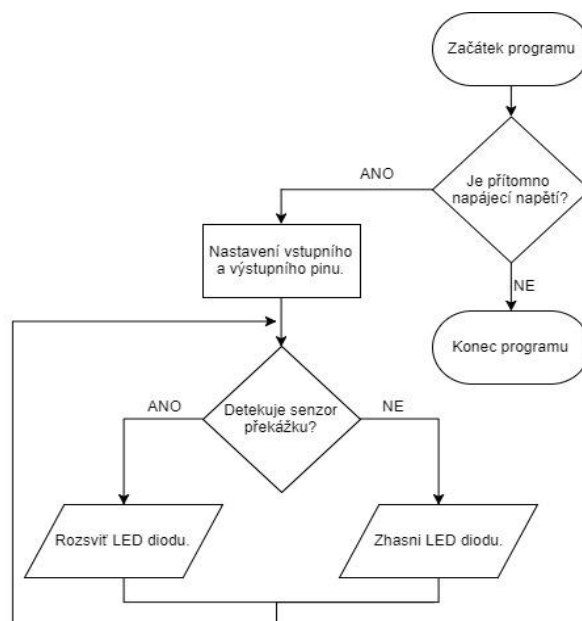 Začátek programu
Je přítomno
napájecí napětí?
ANO
NE
Konec programu
Nastavení vstupního
a výstupního pinu.
Detekuje senzor
překážku?
ANO
NE
Rozsviť LED diodu.
Zhasni LED diodu.